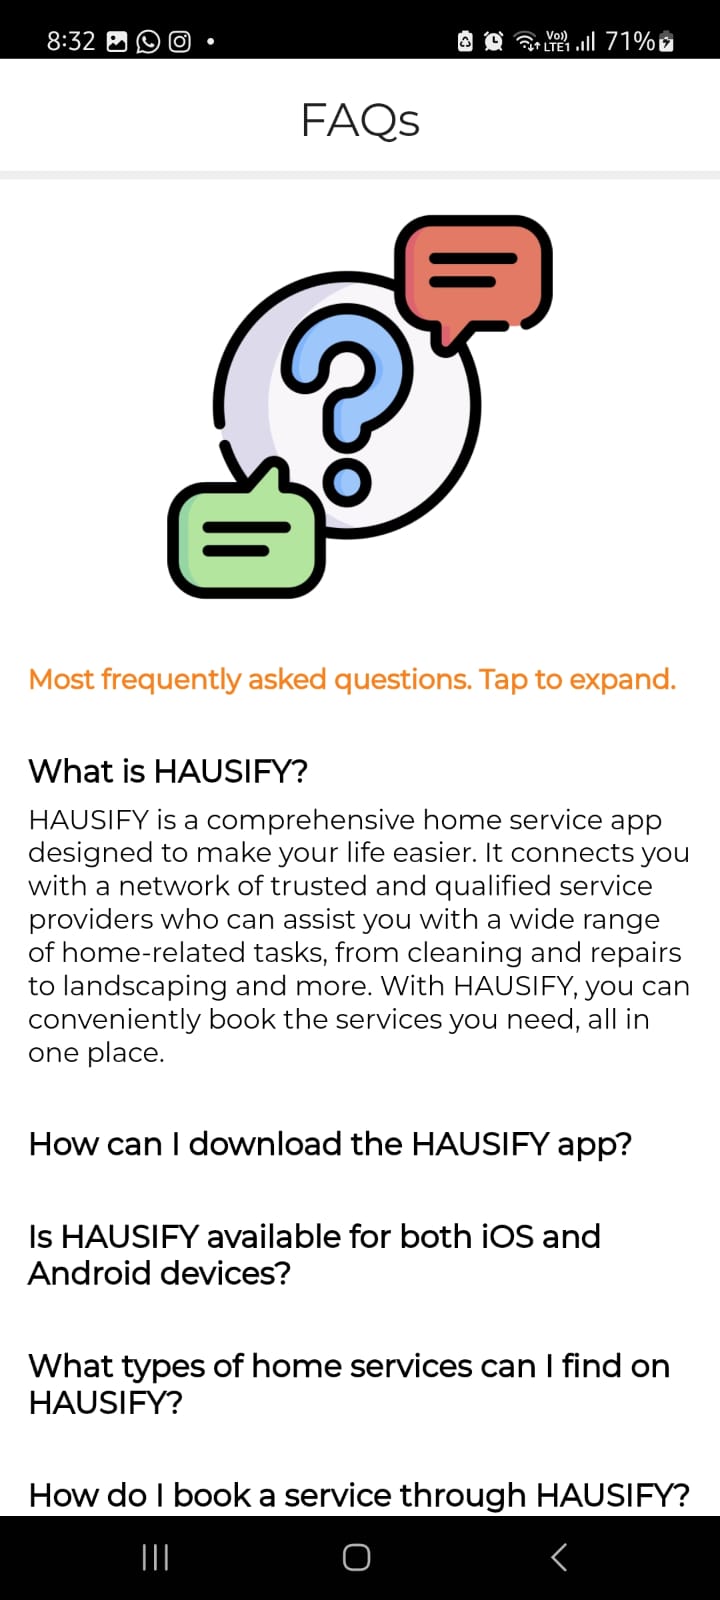 8:32
Vo))
LTE1
71%
FAQs
Most frequently asked questions. Tap to expand.
What is HAUSIFY?
HAUSIFY is a comprehensive home service app
designed to make your life easier. It connects you
with a network of trusted and qualified service
providers who can assist you with a wide range
of home-related tasks, from cleaning and repairs
to landscaping and more. With HAUSIFY, you can
conveniently book the services you need, all in
one place.
How can I download the HAUSIFY app?
Is HAUSIFY available for both iOS and
Android devices?
What types of home services can I find on
HAUSIFY?
How do I book a service through HAUSIFY?